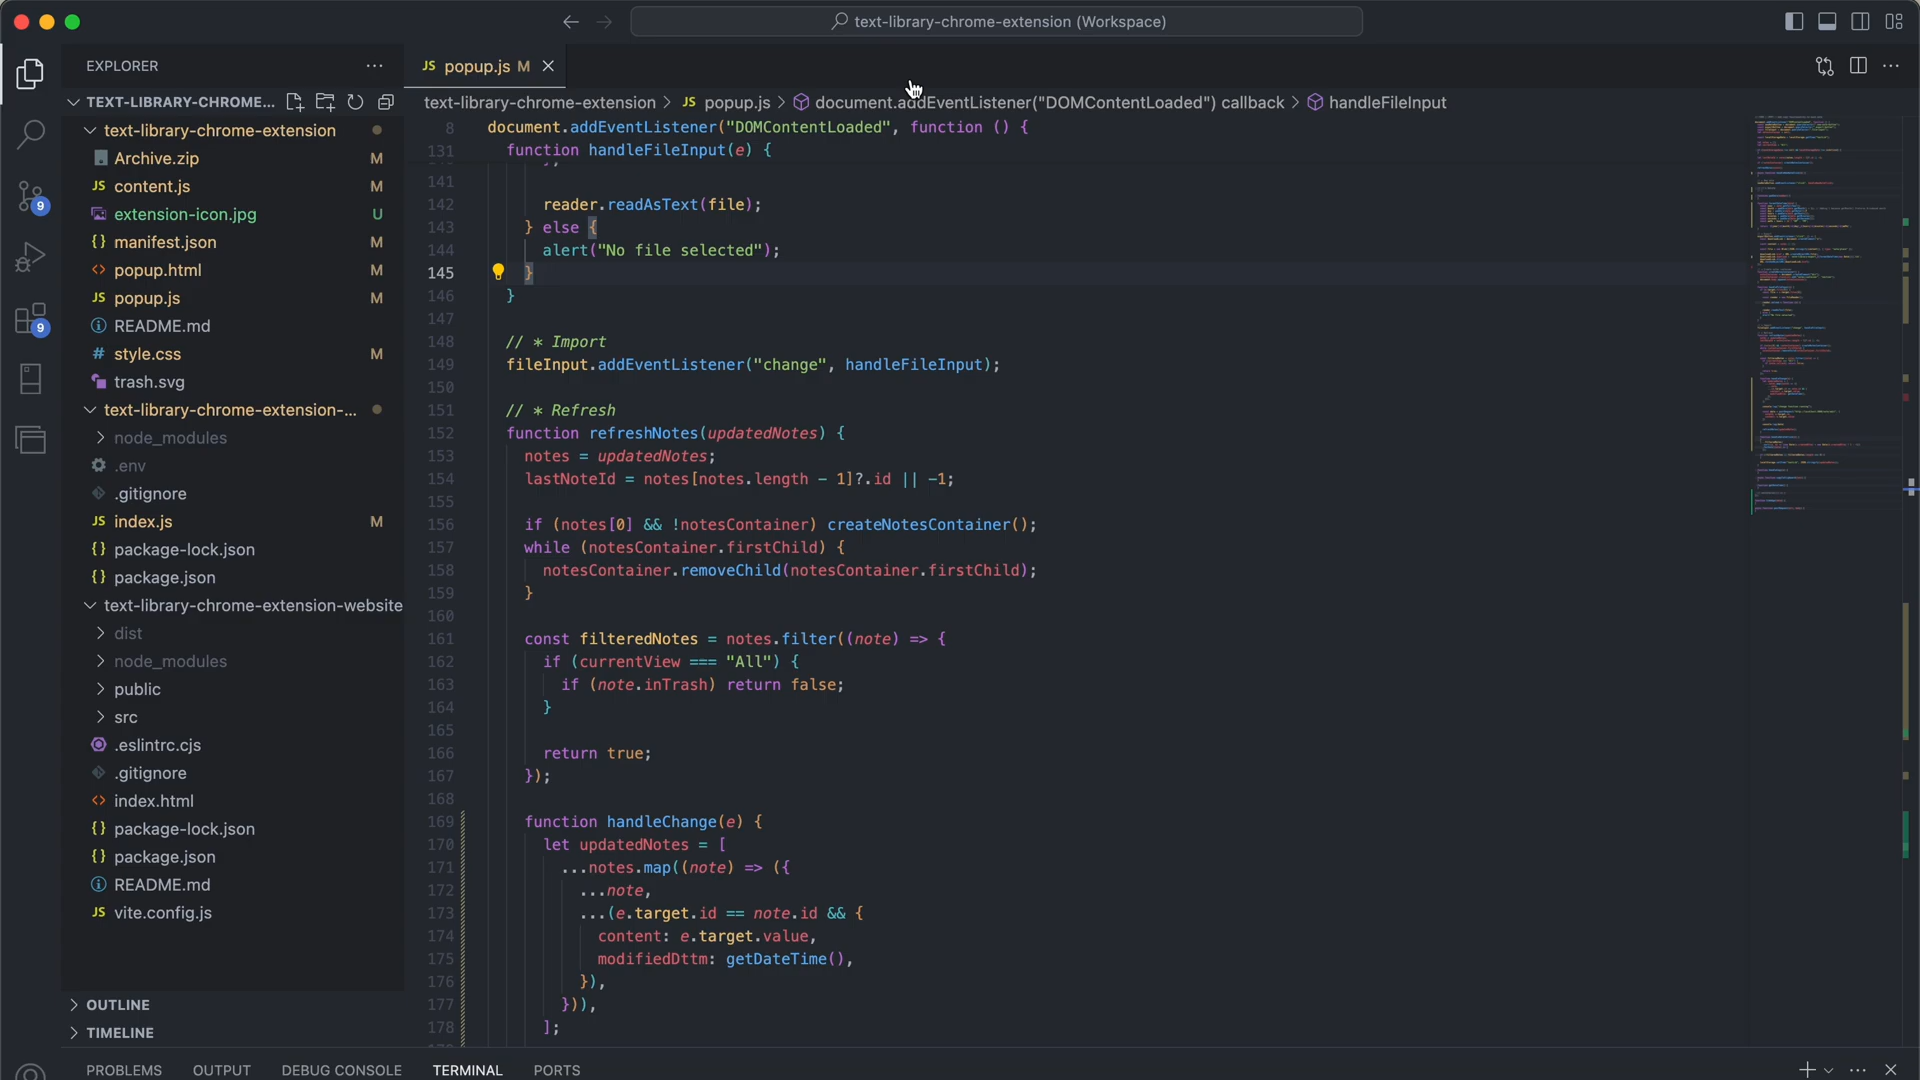 text-library-chrome-extension (Workspace)
EXPLORER
JS popup.js M
TEXT-LIBRARY-CHROME...
text-library-chrome-extension > JS popup.js > document.addEventListener("DOMContentLoaded") callback > handleFileInput
text-library-chrome-extension
Archive.zip M
JS content.js M
extension-icon.jpg U
{} manifest.json M
<> popup.html M
JS popup.js M
README.md
# style.css M
trash.svg
text-library-chrome-extension-...
node_modules
.env
.gitignore
JS index.js M
{} package-lock.json
{} package.json
text-library-chrome-extension-website
dist
node_modules
public
src
.eslintrc.cjs
.gitignore
<> index.html
{} package-lock.json
{} package.json
README.md
JS vite.config.js
OUTLINE
TIMELINE
9
9
8 document.addEventListener("DOMContentLoaded", function () {
131 function handleFileInput(e) {
141
142 reader.readAsText(file);
143 } else {
144 alert("No file selected");
145 }
146 }
147
148 // * Import
149 fileInput.addEventListener("change", handleFileInput);
150
151 // * Refresh
152 function refreshNotes(updatedNotes) {
153 notes = updatedNotes;
154 lastNoteId = notes[notes.length - 1]?.id || -1;
155
156 if (notes[0] && !notesContainer) createNotesContainer();
157 while (notesContainer.firstChild) {
158 notesContainer.removeChild(notesContainer.firstChild);
159 }
160
161 const filteredNotes = notes.filter((note) => {
162 if (currentView === "All") {
163 if (note.inTrash) return false;
164 }
165
166 return true;
167 });
168
169 function handleChange(e) {
170 let updatedNotes = [
171 ...notes.map((note) => ({
172 ...note,
173 ...(e.target.id == note.id && {
174 content: e.target.value,
175 modifiedDttm: getDateTime(),
176 }),
177 })),
178 ];
PROBLEMS OUTPUT DEBUG CONSOLE TERMINAL PORTS